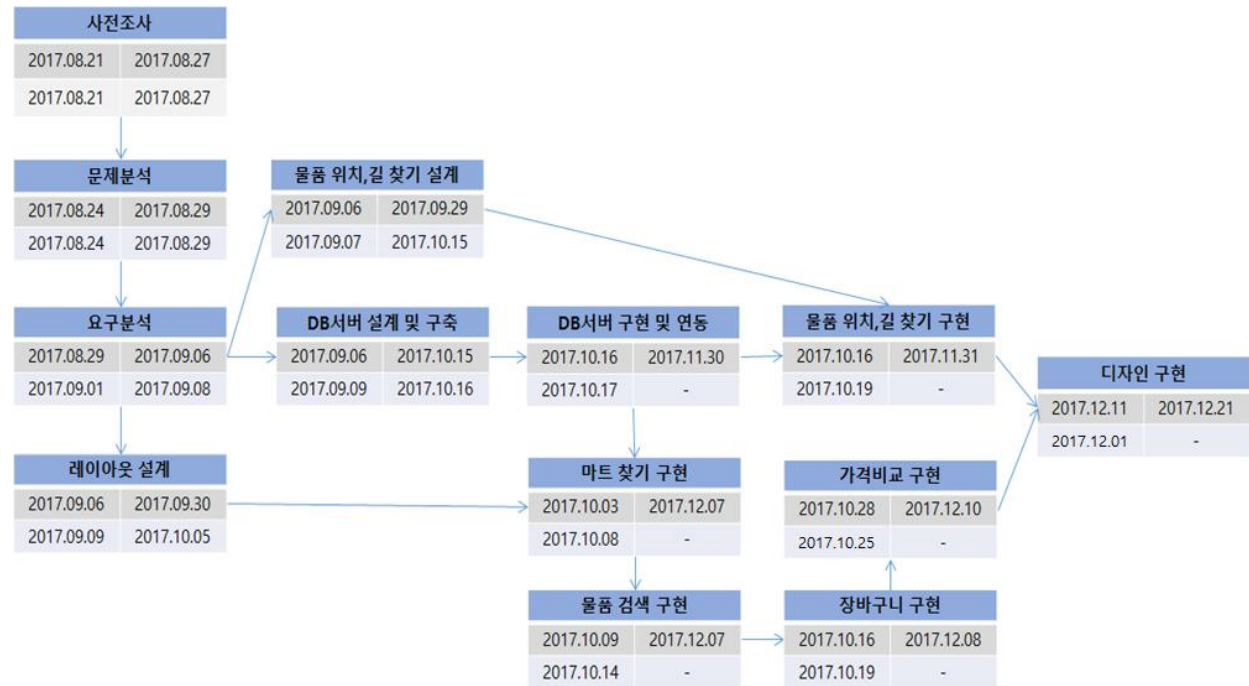 사전조사
2017.08.21 2017.08.27
2017.08.21 2017.08.27
문제분석
2017.08.24 2017.08.29
2017.08.24 2017.08.29
물품 위치,길 찾기 설계
2017.09.06 2017.09.29
2017.09.07 2017.10.15
요구분석
2017.08.29 2017.09.06
2017.09.01 2017.09.08
DB서버 설계 및 구축
2017.09.06 2017.10.15
2017.09.09 2017.10.16
DB서버 구현 및 연동
2017.10.16 2017.11.30
2017.10.17 -
물품 위치,길 찾기 구현
2017.10.16 2017.11.31
2017.10.19 -
디자인 구현
2017.12.11 2017.12.21
2017.12.01 -
레이아웃 설계
2017.09.06 2017.09.30
2017.09.09 2017.10.05
마트 찾기 구현
2017.10.03 2017.12.07
2017.10.08 -
가격비교 구현
2017.10.28 2017.12.10
2017.10.25 -
물품 검색 구현
2017.10.09 2017.12.07
2017.10.14 -
장바구니 구현
2017.10.16 2017.12.08
2017.10.19 -